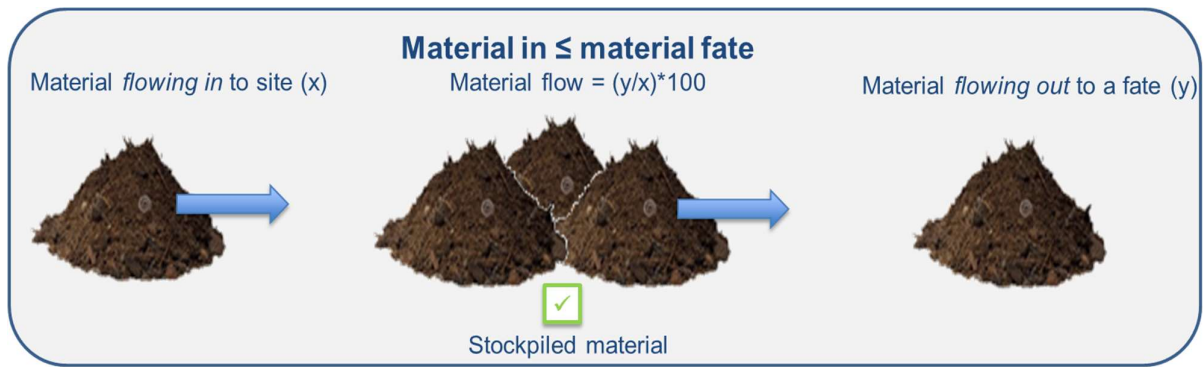 Material in ≤ material fate
Material flowing in to site (x)
Material flow = (y/x)*100
Material flowing out to a fate (y)
Stockpiled material